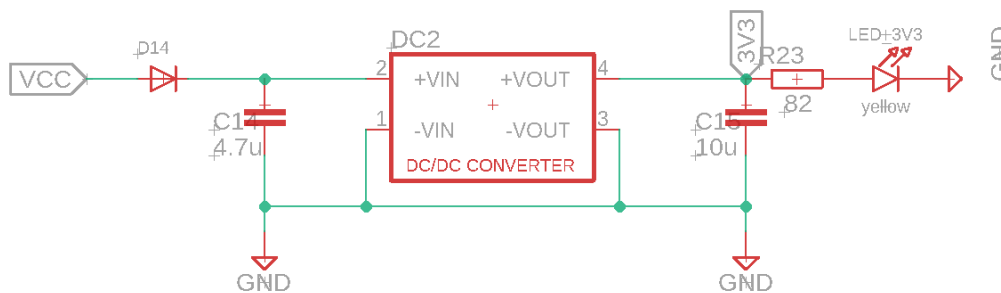 D14
DC2
3V3
LED±3V3
GND
VCC
2
+VIN
+VOUT
4
R23
82
yellow
C14
4.7u
1
-VIN
-VOUT
3
C15
10u
DC/DC CONVERTER
GND
GND